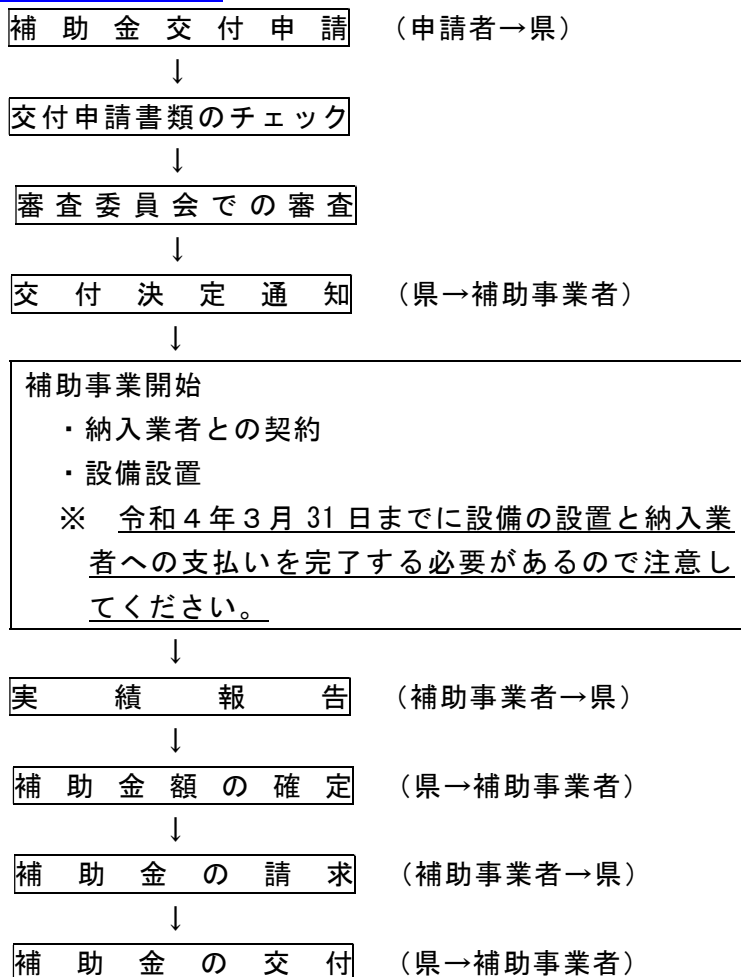 補助金交付申請 （申請者→県）
↓
交付申請書類のチェック
↓
審査委員会での審査
↓
交付決定通知 （県→補助事業者）
↓
補助事業開始
・納入業者との契約
・設備設置
※ 令和４年３月 31 日までに設備の設置と納入業
者への支払いを完了する必要があるので注意し
てください。
↓
実績報告 （補助事業者→県）
↓
補助金額の確定 （県→補助事業者）
↓
補助金の請求 （補助事業者→県）
↓
補助金の交付 （県→補助事業者）